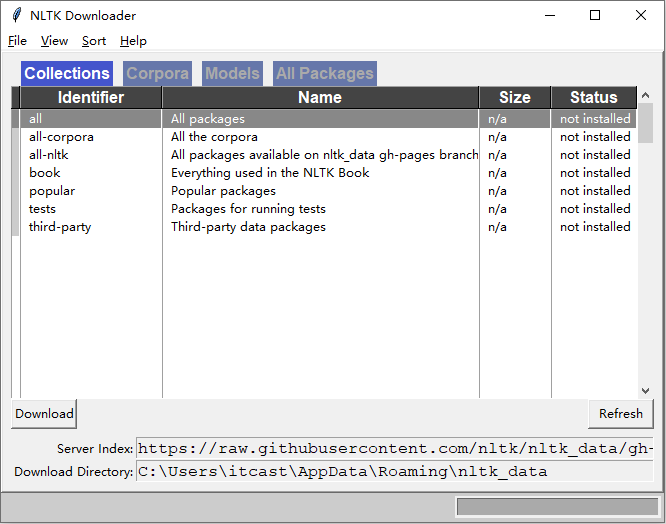 NLTK Downloader
File View Sort Help
Collections Corpora Models All Packages
Identifier Name Size Status
all All packages n/a not installed
all-corpora All the corpora n/a not installed
all-nltk All packages available on nltk_data gh-pages branch n/a not installed
book Everything used in the NLTK Book n/a not installed
popular Popular packages n/a not installed
tests Packages for running tests n/a not installed
third-party Third-party data packages n/a not installed
Download Refresh
Server Index: https://raw.githubusercontent.com/nltk/nltk_data/gh-
Download Directory: C:\Users\itcast\AppData\Roaming\nltk_data